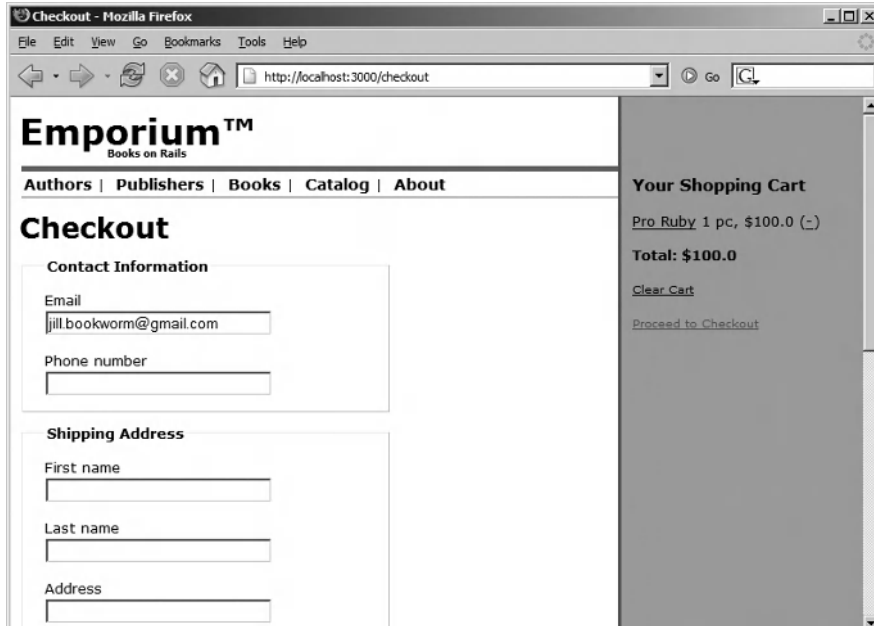 Checkout - Mozilla Firefox
File Edit View Go Bookmarks Tools Help
http://localhost:3000/checkout
Go
G
Emporium™
Books on Rails
Authors | Publishers | Books | Catalog | About
Checkout
Contact Information
Email
jill.bookworm@gmail.com
Phone number
Shipping Address
First name
Last name
Address
Your Shopping Cart
Pro Ruby 1 pc, $100.0 (-)
Total: $100.0
Clear Cart
Proceed to Checkout